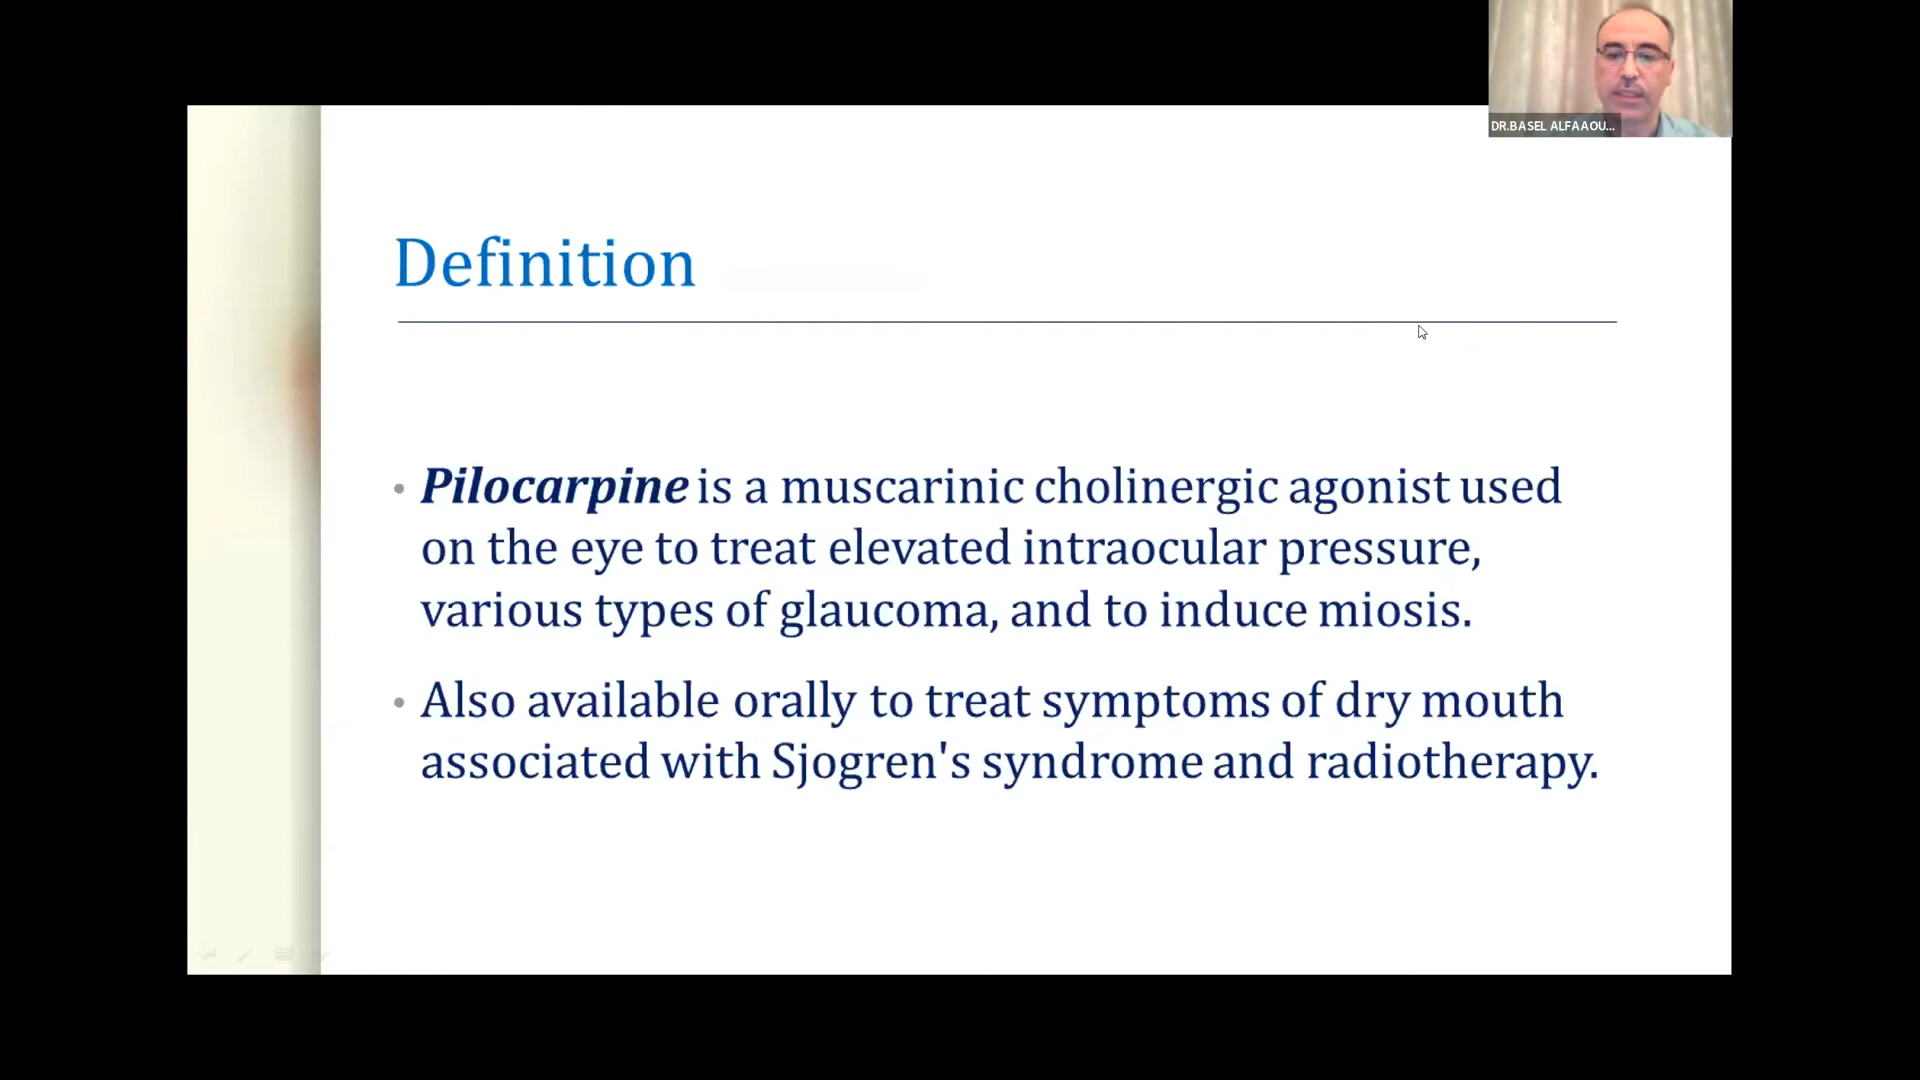 DR.BASEL ALFAAOU...
Definition
• Pilocarpine is a muscarinic cholinergic agonist used
on the eye to treat elevated intraocular pressure,
various types of glaucoma, and to induce miosis.
• Also available orally to treat symptoms of dry mouth
associated with Sjogren's syndrome and radiotherapy.